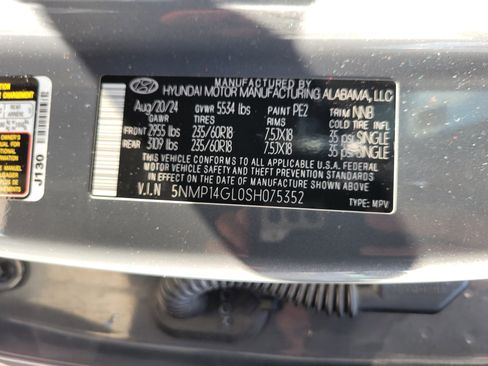 MANUFACTURED BY
HYUNDAI MOTOR MANUFACTURING ALABAMA, LLC
Aug/20/24 GVWR 5534 lbs PAINT PE2 TRIM NNB
GAWR TIRES RIMS COLD TIRE INFL
FRONT 2955 lbs 235/60R18 7.5JX18 35 psi SINGLE
REAR 3109 lbs 235/60R18 7.5JX18 35 psi SINGLE
THIS VEHICLE CONFORMS TO ALL APPLICABLE U.S.A. FEDERAL
MOTOR VEHICLE SAFETY AND THEFT PREVENTION STANDARDS
IN EFFECT ON THE DATE OF MANUFACTURE SHOWN ABOVE.
V.I.N 5NMP14GL0SH075352
TYPE: MPV
J130